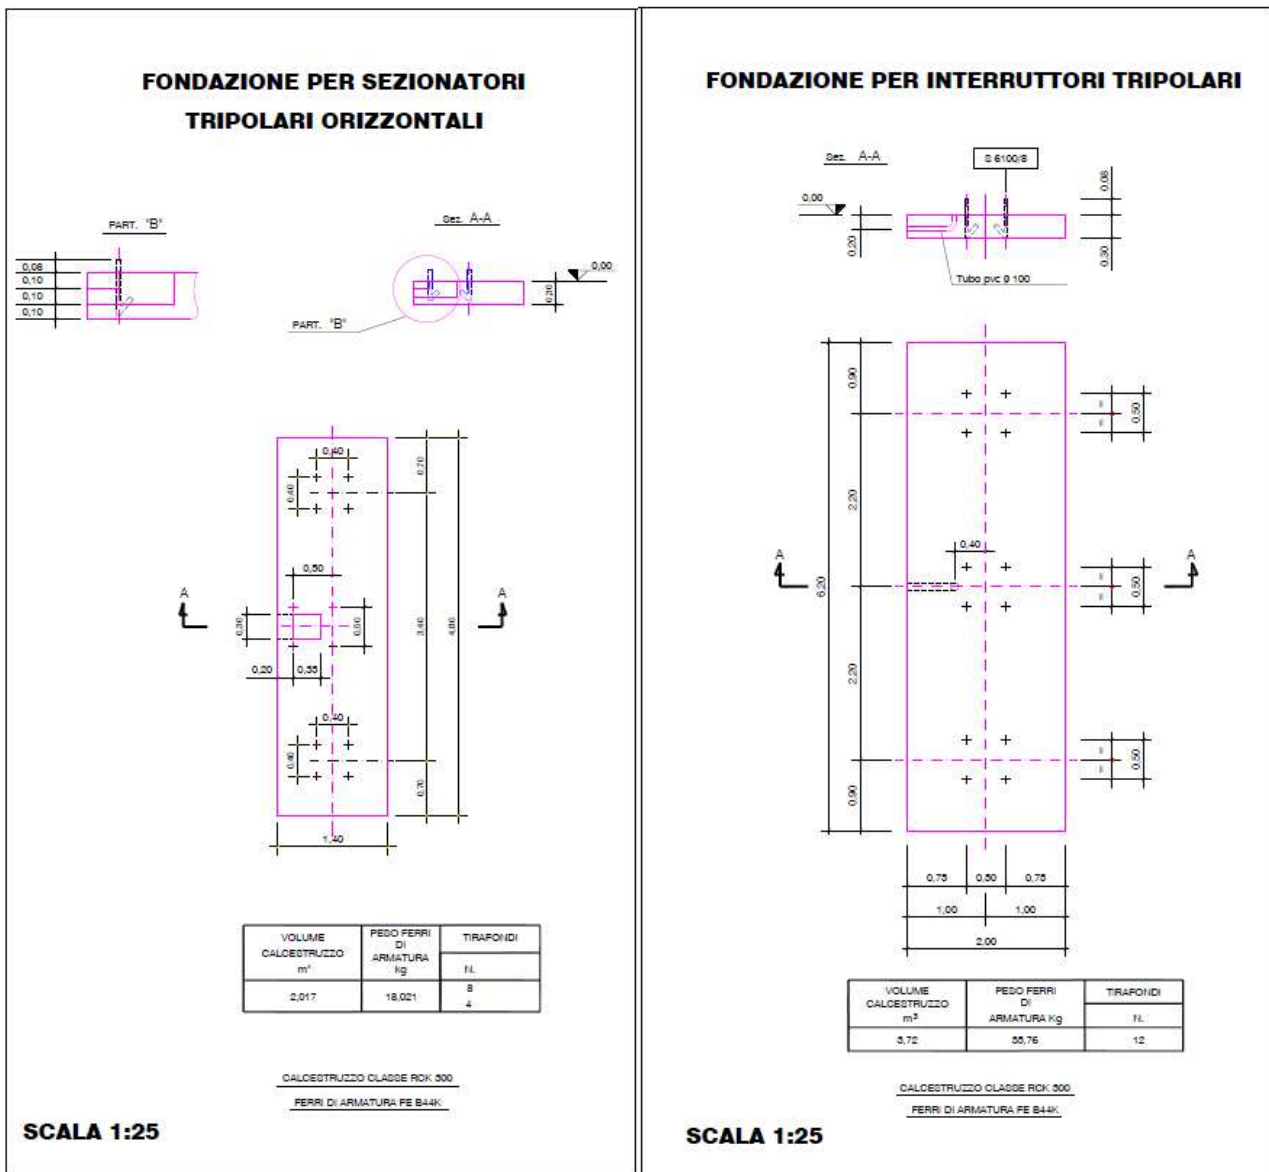 FONDAZIONE PER SEZIONATORI
TRIPOLARI ORIZZONTALI
PART. "B"
0,08
0,10
0,10
0,10
Sez. A-A
0,00
0,30
PART. "B"
0,40
0,40
0,70
0,50
A
A
0,30
0,50
3,40
4,80
0,20
0,35
0,40
0,40
0,70
1,40
VOLUME
CALCESTRUZZO
m³
PESO FERRI
DI
ARMATURA
kg
TIRAFONDI
N.
2,017
18,021
8
4
CALCESTRUZZO CLASSE RCK 300
FERRI DI ARMATURA FE B44K
SCALA 1:25
FONDAZIONE PER INTERRUTTORI TRIPOLARI
Sez. A-A
S 6100/8
0,00
0,20
0,08
0,30
Tubo pvc Ø 100
0,90
=
=
0,50
2,20
0,40
A
A
6,20
=
=
0,50
2,20
=
=
0,50
0,90
0,75
0,50
0,75
1,00
1,00
2,00
VOLUME
CALCESTRUZZO
m³
PESO FERRI
DI
ARMATURA Kg
TIRAFONDI
N.
3,72
12
CALCESTRUZZO CLASSE RCK 300
FERRI DI ARMATURA FE B44K
SCALA 1:25